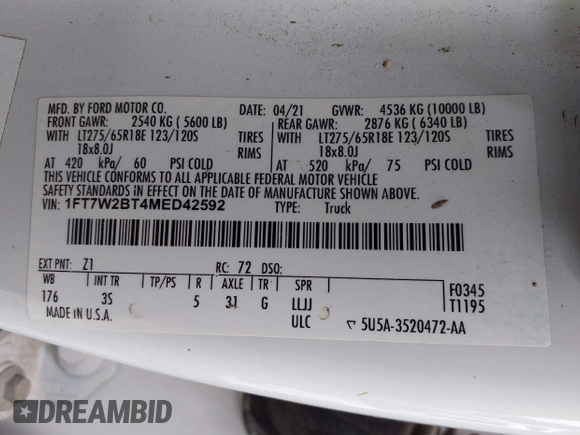 MFD. BY FORD MOTOR CO.
DATE: 04/21 GVWR: 4536 KG (10000 LB)
FRONT GAWR: 2540 KG ( 5600 LB)
REAR GAWR: 2876 KG ( 6340 LB)
WITH LT275/65R18E 123/120S TIRES
WITH LT275/65R18E 123/120S TIRES
18x8.0J RIMS
18x8.0J RIMS
AT 420 kPa/ 60 PSI COLD
AT 520 kPa/ 75 PSI COLD
THIS VEHICLE CONFORMS TO ALL APPLICABLE FEDERAL MOTOR VEHICLE
SAFETY STANDARDS IN EFFECT ON THE DATE OF MANUFACTURE SHOWN ABOVE.
VIN: 1FT7W2BT4MED42592
TYPE: Truck
EXT PNT: Z1 RC: 72 DSO:
WB INT TR TP/PS R AXLE TR SPR
176 3S 5 31 G LLJJ
ULC
F0345
T1195
MADE IN U.S.A.
5U5A-3520472-AA
DREAMBID